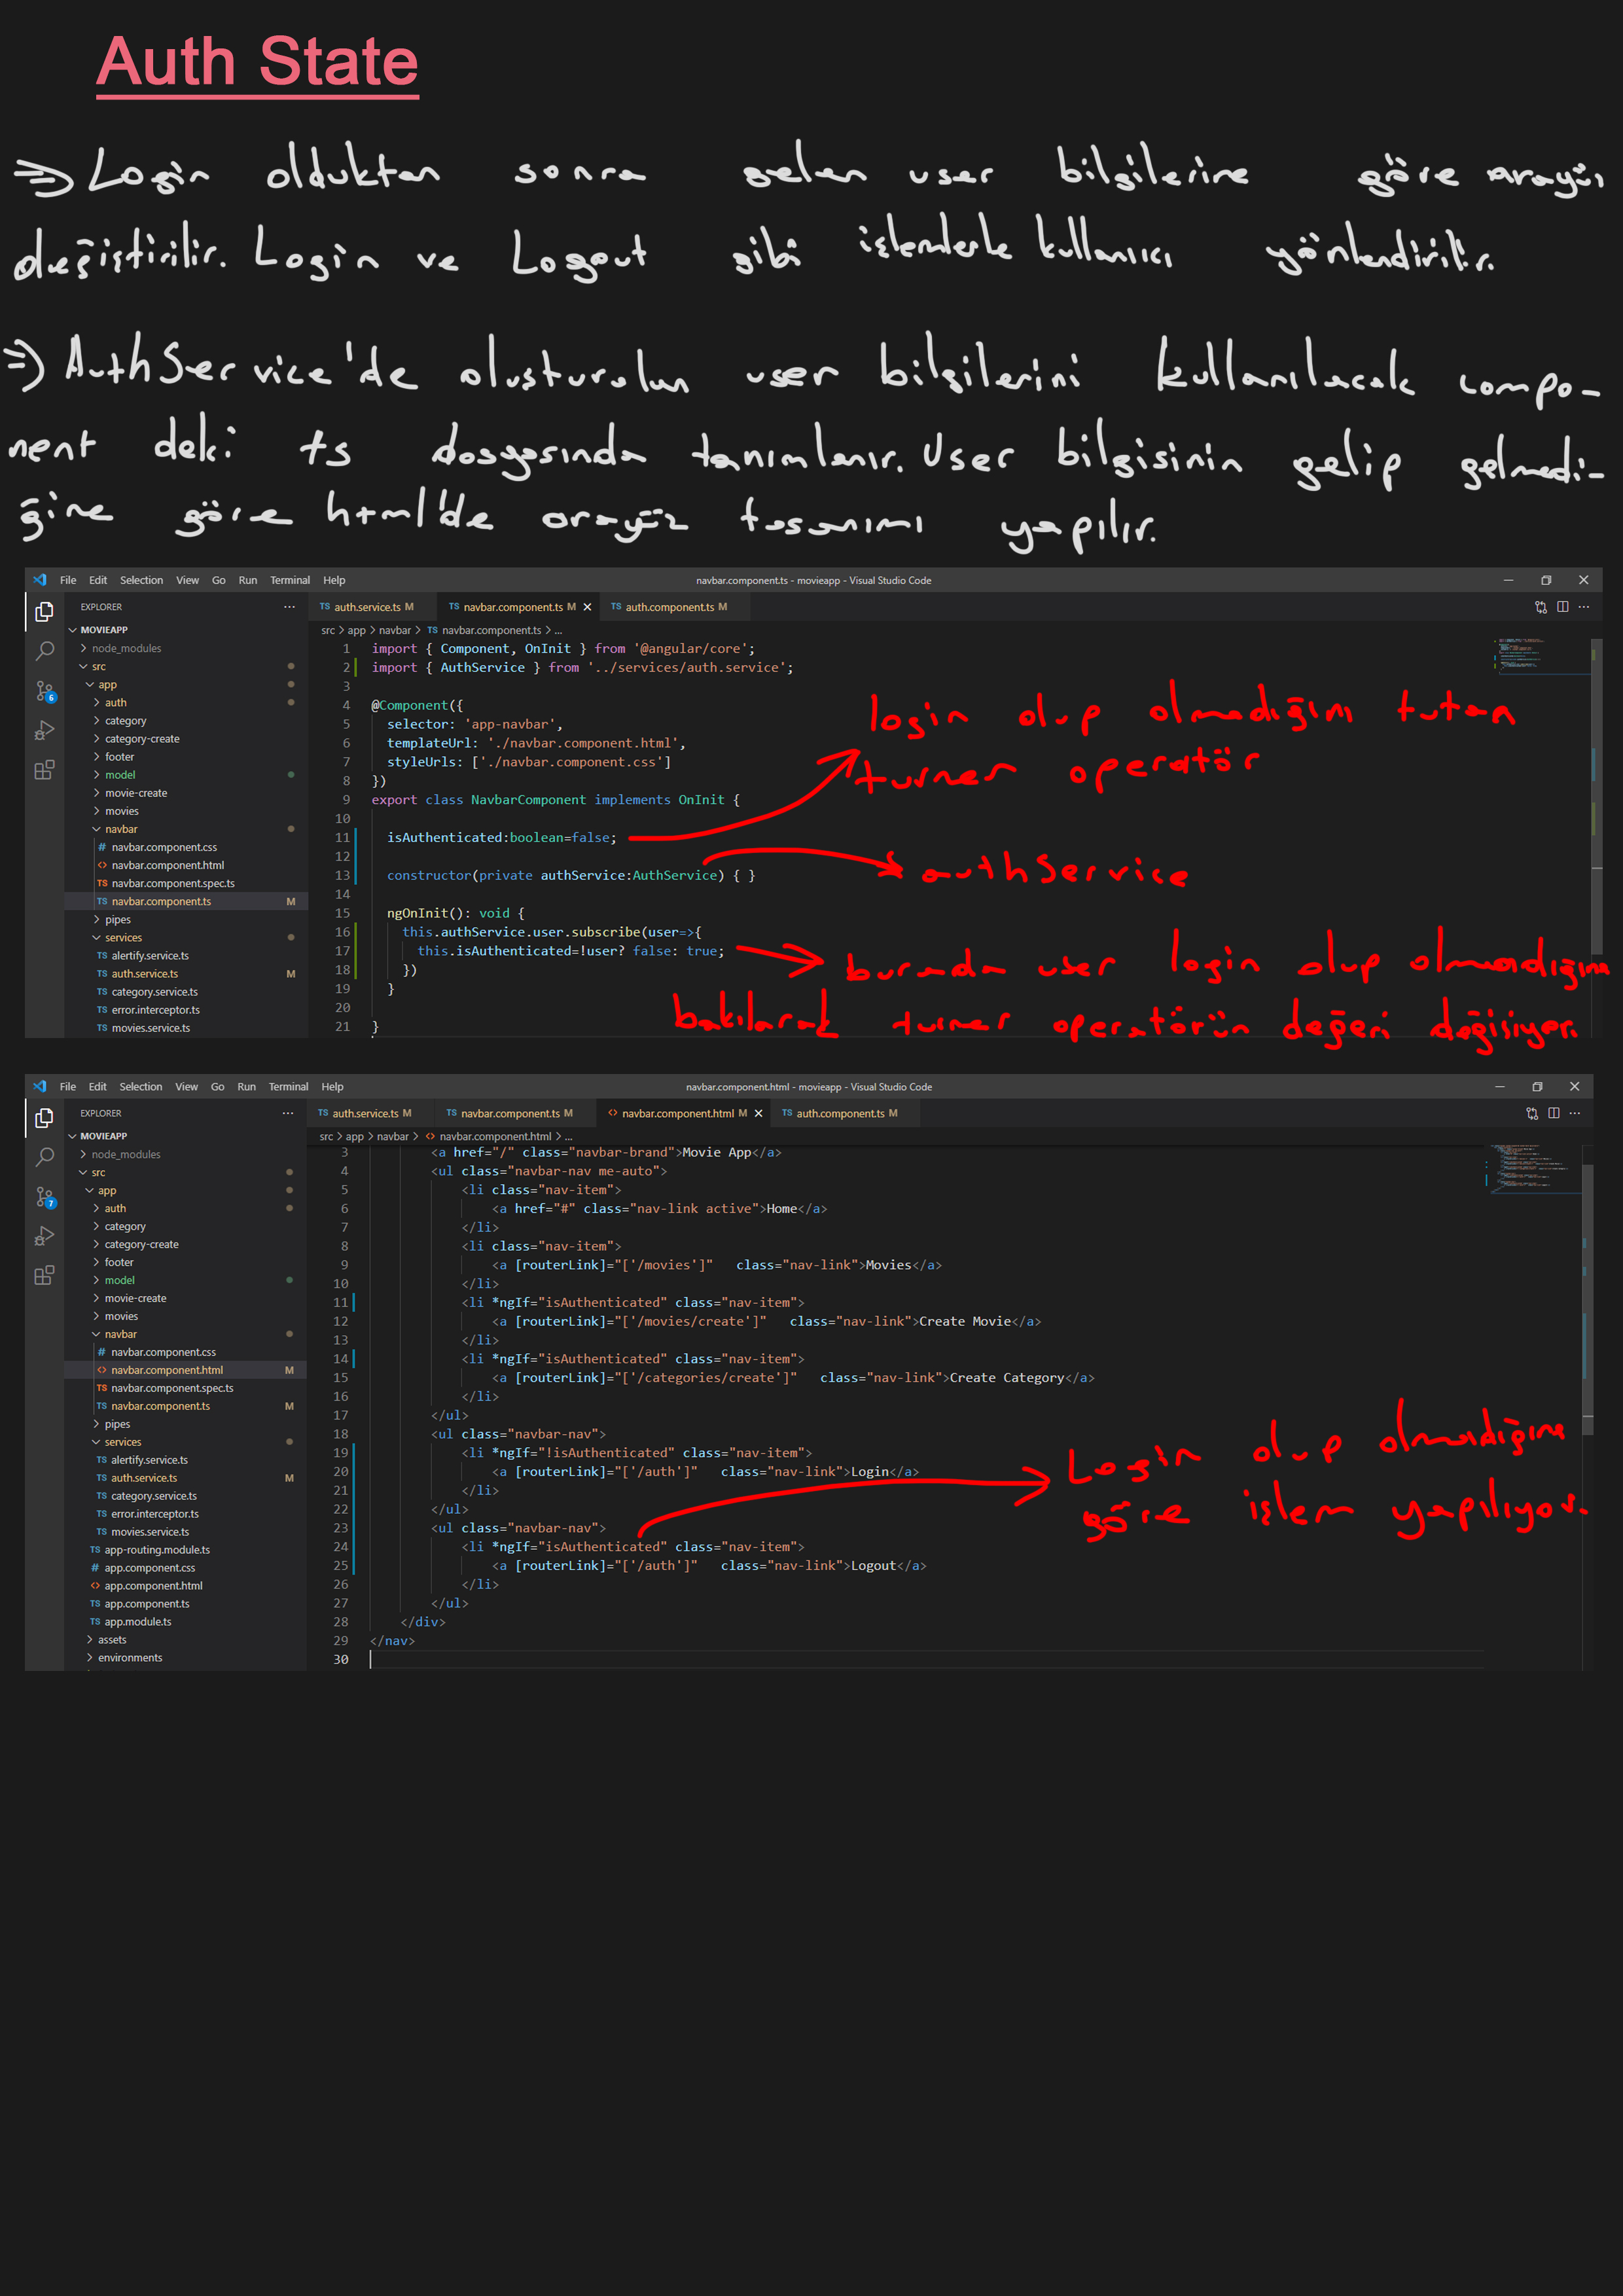 Auth State
=> Login olduktan sonra gelen user bilgilerine göre arayüz
değiştirilir. Login ve Logout gibi işlemlerle kullanıcı yönlendirilir.
=> AuthService'de oluşturulan user bilgilerini kullanılacak compo-
nent deki ts dosyasında tanımlanır. User bilgisinin gelip gelmedi-
ğine göre html'de arayüz tasarımı yapılır.
File Edit Selection View Go Run Terminal Help
navbar.component.ts - movieapp - Visual Studio Code
EXPLORER
MOVIEAPP
node_modules
src
app
auth
category
category-create
footer
model
movie-create
movies
navbar
navbar.component.css
navbar.component.html
navbar.component.spec.ts
navbar.component.ts M
pipes
services
alertify.service.ts
auth.service.ts M
category.service.ts
error.interceptor.ts
movies.service.ts
6
TS auth.service.ts M TS navbar.component.ts M TS auth.component.ts M
src > app > navbar > TS navbar.component.ts > ...
1 import { Component, OnInit } from '@angular/core';
2 import { AuthService } from '../services/auth.service';
3
4 @Component({
5 selector: 'app-navbar',
6 templateUrl: './navbar.component.html',
7 styleUrls: ['./navbar.component.css']
8 })
9 export class NavbarComponent implements OnInit {
10
11 isAuthenticated:boolean=false;
12
13 constructor(private authService:AuthService) { }
14
15 ngOnInit(): void {
16 this.authService.user.subscribe(user=>{
17 this.isAuthenticated=!user? false: true;
18 })
19 }
20
21 }
login olup olmadığını tutan
turner operatör
authService
burada user login olup olmadığına
bakılarak turner operatörün değeri değişiyor.
File Edit Selection View Go Run Terminal Help
navbar.component.html - movieapp - Visual Studio Code
EXPLORER
MOVIEAPP
node_modules
src
app
auth
category
category-create
footer
model
movie-create
movies
navbar
navbar.component.css
navbar.component.html M
navbar.component.spec.ts
navbar.component.ts M
pipes
services
alertify.service.ts
auth.service.ts M
category.service.ts
error.interceptor.ts
movies.service.ts
app-routing.module.ts
app.component.css
app.component.html
app.component.ts
app.module.ts
assets
environments
7
TS auth.service.ts M TS navbar.component.ts M <> navbar.component.html M TS auth.component.ts M
src > app > navbar > <> navbar.component.html > ...
3 <a href="/" class="navbar-brand">Movie App</a>
4 <ul class="navbar-nav me-auto">
5 <li class="nav-item">
6 <a href="#" class="nav-link active">Home</a>
7 </li>
8 <li class="nav-item">
9 <a [routerLink]="['/movies']" class="nav-link">Movies</a>
10 </li>
11 <li *ngIf="isAuthenticated" class="nav-item">
12 <a [routerLink]="['/movies/create']" class="nav-link">Create Movie</a>
13 </li>
14 <li *ngIf="isAuthenticated" class="nav-item">
15 <a [routerLink]="['/categories/create']" class="nav-link">Create Category</a>
16 </li>
17 </ul>
18 <ul class="navbar-nav">
19 <li *ngIf="!isAuthenticated" class="nav-item">
20 <a [routerLink]="['/auth']" class="nav-link">Login</a>
21 </li>
22 </ul>
23 <ul class="navbar-nav">
24 <li *ngIf="isAuthenticated" class="nav-item">
25 <a [routerLink]="['/auth']" class="nav-link">Logout</a>
26 </li>
27 </ul>
28 </div>
29 </nav>
30
Login olup olmadığına
göre işlem yapılıyor.